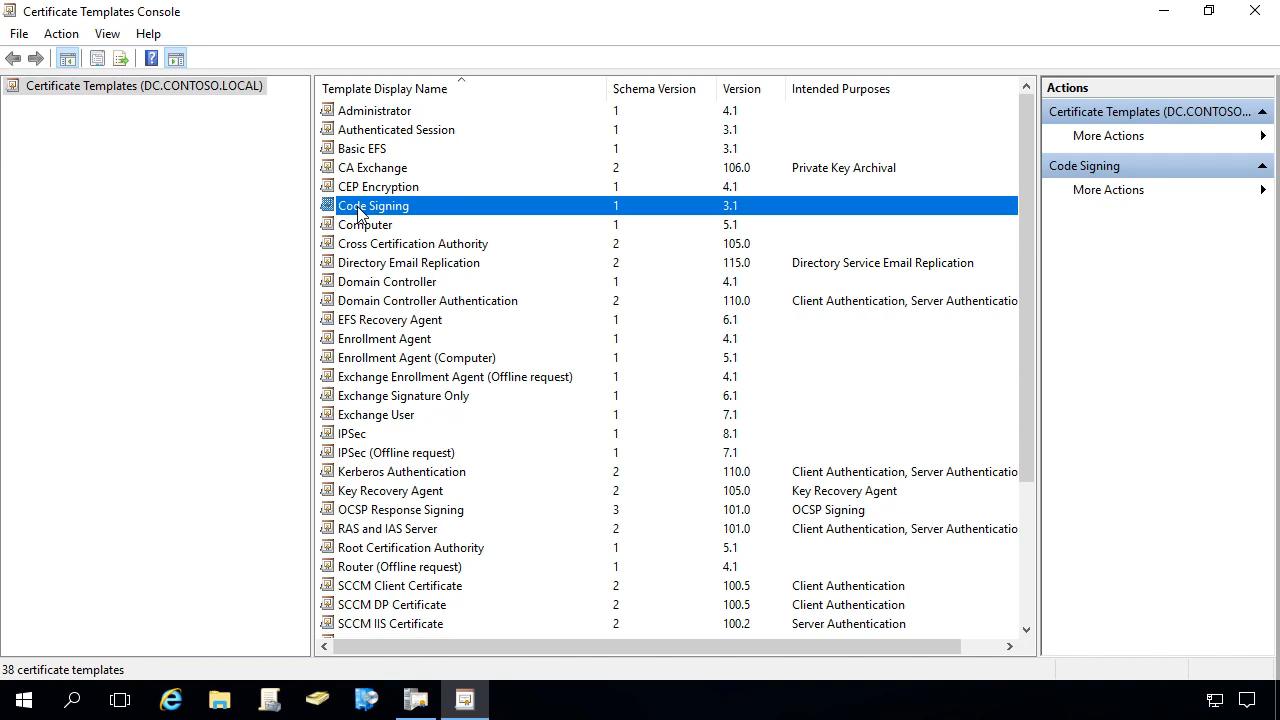 Certificate Templates Console
File Action View Help
Certificate Templates (DC.CONTOSO.LOCAL)
Template Display Name Schema Version Version Intended Purposes
Administrator 1 4.1
Authenticated Session 1 3.1
Basic EFS 1 3.1
CA Exchange 2 106.0 Private Key Archival
CEP Encryption 1 4.1
Code Signing 1 3.1
Computer 1 5.1
Cross Certification Authority 2 105.0
Directory Email Replication 2 115.0 Directory Service Email Replication
Domain Controller 1 4.1
Domain Controller Authentication 2 110.0 Client Authentication, Server Authenticatio
EFS Recovery Agent 1 6.1
Enrollment Agent 1 4.1
Enrollment Agent (Computer) 1 5.1
Exchange Enrollment Agent (Offline request) 1 4.1
Exchange Signature Only 1 6.1
Exchange User 1 7.1
IPSec 1 8.1
IPSec (Offline request) 1 7.1
Kerberos Authentication 2 110.0 Client Authentication, Server Authenticatio
Key Recovery Agent 2 105.0 Key Recovery Agent
OCSP Response Signing 3 101.0 OCSP Signing
RAS and IAS Server 2 101.0 Client Authentication, Server Authenticatio
Root Certification Authority 1 5.1
Router (Offline request) 1 4.1
SCCM Client Certificate 2 100.5 Client Authentication
SCCM DP Certificate 2 100.5 Client Authentication
SCCM IIS Certificate 2 100.2 Server Authentication
Actions
Certificate Templates (DC.CONTOSO...
More Actions
Code Signing
More Actions
38 certificate templates